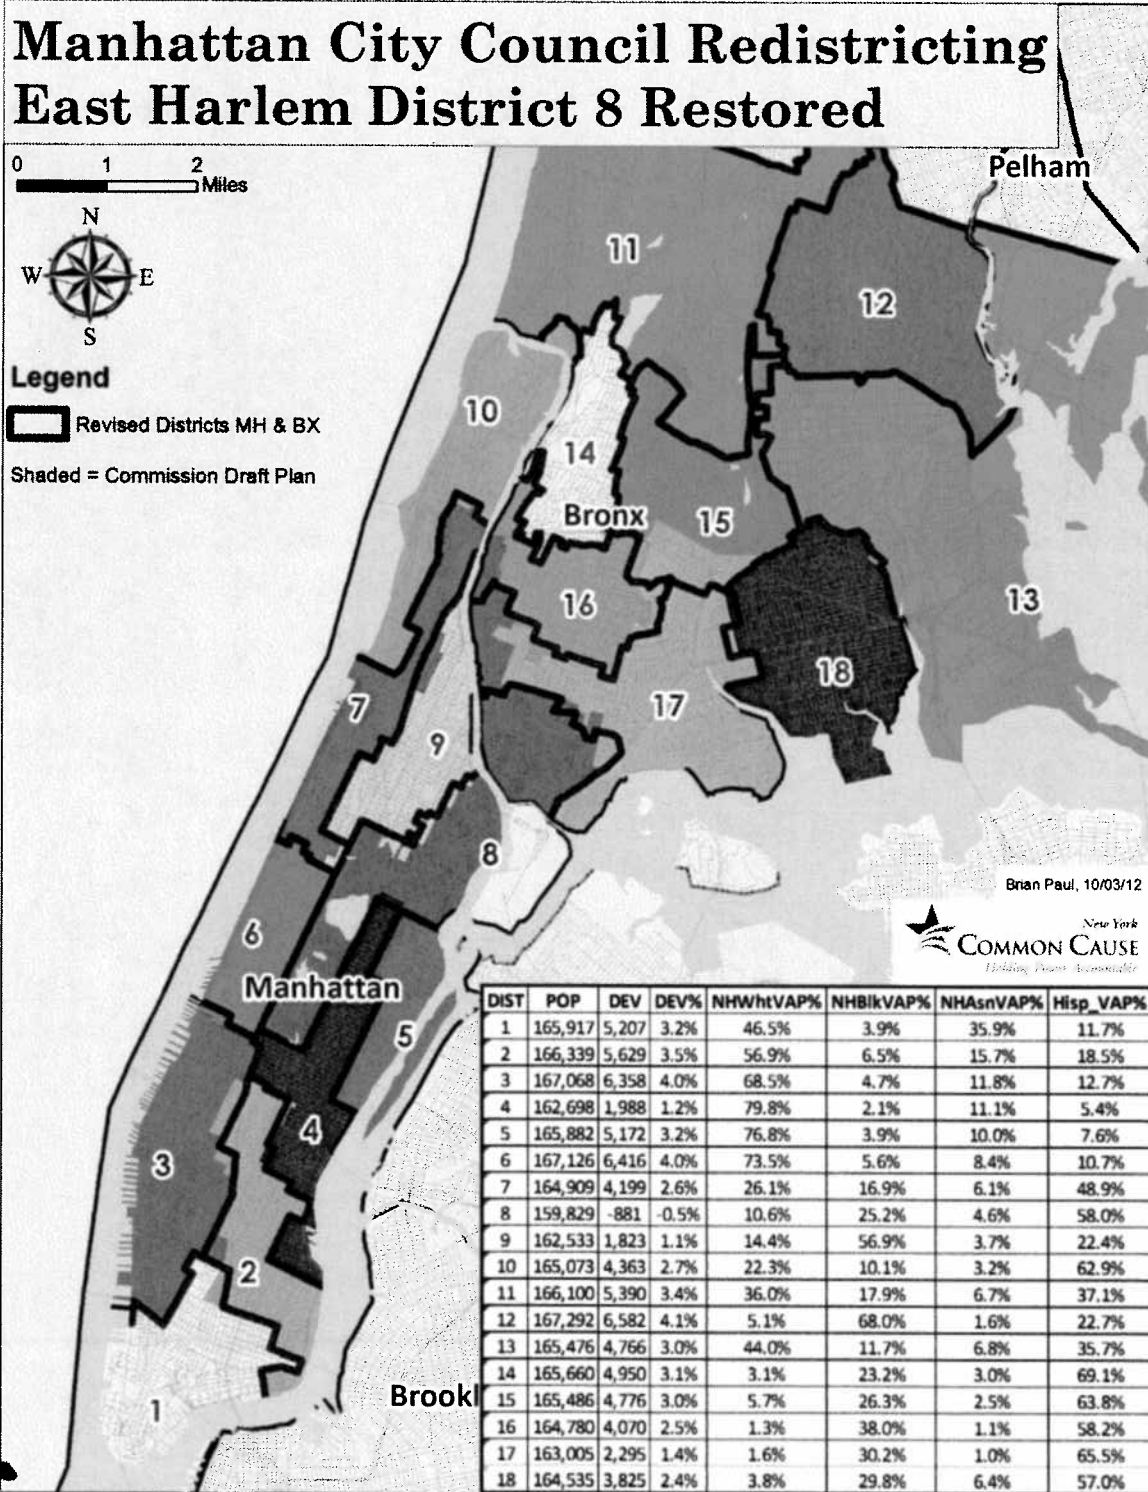 Manhattan City Council Redistricting
East Harlem District 8 Restored
0 1 2
Miles
N
W E
S
Legend
Revised Districts MH & BX
Shaded = Commission Draft Plan
Pelham
11
12
10
14
Bronx
15
16
13
18
7
17
9
8
6
Manhattan
5
4
3
2
1
Brookl
Brian Paul, 10/03/12
New York
COMMON CAUSE
Holding Power Accountable
DIST POP DEV DEV% NHWhtVAP% NHBlkVAP% NHAsnVAP% Hisp_VAP%
1 165,917 5,207 3.2% 46.5% 3.9% 35.9% 11.7%
2 166,339 5,629 3.5% 56.9% 6.5% 15.7% 18.5%
3 167,068 6,358 4.0% 68.5% 4.7% 11.8% 12.7%
4 162,698 1,988 1.2% 79.8% 2.1% 11.1% 5.4%
5 165,882 5,172 3.2% 76.8% 3.9% 10.0% 7.6%
6 167,126 6,416 4.0% 73.5% 5.6% 8.4% 10.7%
7 164,909 4,199 2.6% 26.1% 16.9% 6.1% 48.9%
8 159,829 -881 -0.5% 10.6% 25.2% 4.6% 58.0%
9 162,533 1,823 1.1% 14.4% 56.9% 3.7% 22.4%
10 165,073 4,363 2.7% 22.3% 10.1% 3.2% 62.9%
11 166,100 5,390 3.4% 36.0% 17.9% 6.7% 37.1%
12 167,292 6,582 4.1% 5.1% 68.0% 1.6% 22.7%
13 165,476 4,766 3.0% 44.0% 11.7% 6.8% 35.7%
14 165,660 4,950 3.1% 3.1% 23.2% 3.0% 69.1%
15 165,486 4,776 3.0% 5.7% 26.3% 2.5% 63.8%
16 164,780 4,070 2.5% 1.3% 38.0% 1.1% 58.2%
17 163,005 2,295 1.4% 1.6% 30.2% 1.0% 65.5%
18 164,535 3,825 2.4% 3.8% 29.8% 6.4% 57.0%